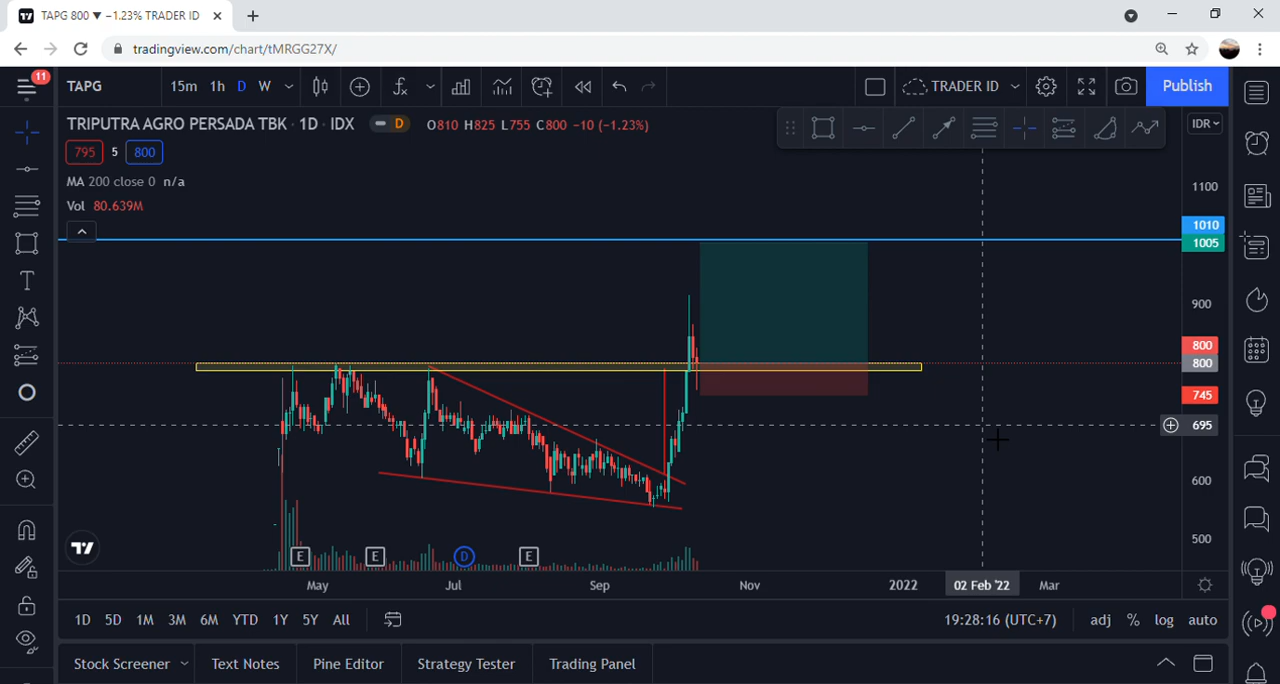 TAPG 800 ▼ −1.23% TRADER ID
tradingview.com/chart/tMRGG27X/
11
TAPG
15m 1h D W
TRADER ID
Publish
TRIPUTRA AGRO PERSADA TBK · 1D · IDX
D
O810 H825 L755 C800 −10 (−1.23%)
IDR
795 5 800
MA 200 close 0 n/a
Vol 80.639M
1100
1010
1005
900
800
800
745
695
600
500
E E D E
May Jul Sep Nov 2022 02 Feb '22 Mar
1D 5D 1M 3M 6M YTD 1Y 5Y All
19:28:16 (UTC+7)
adj % log auto
Stock Screener Text Notes Pine Editor Strategy Tester Trading Panel